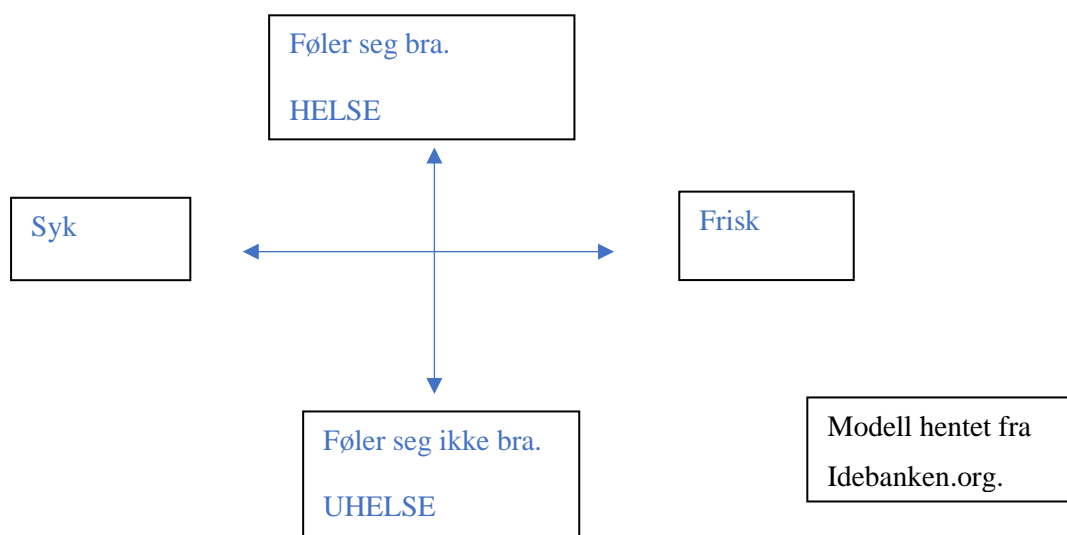 Føler seg bra.
HELSE
Syk
Frisk
Føler seg ikke bra.
UHELSE
Modell hentet fra
Idebanken.org.